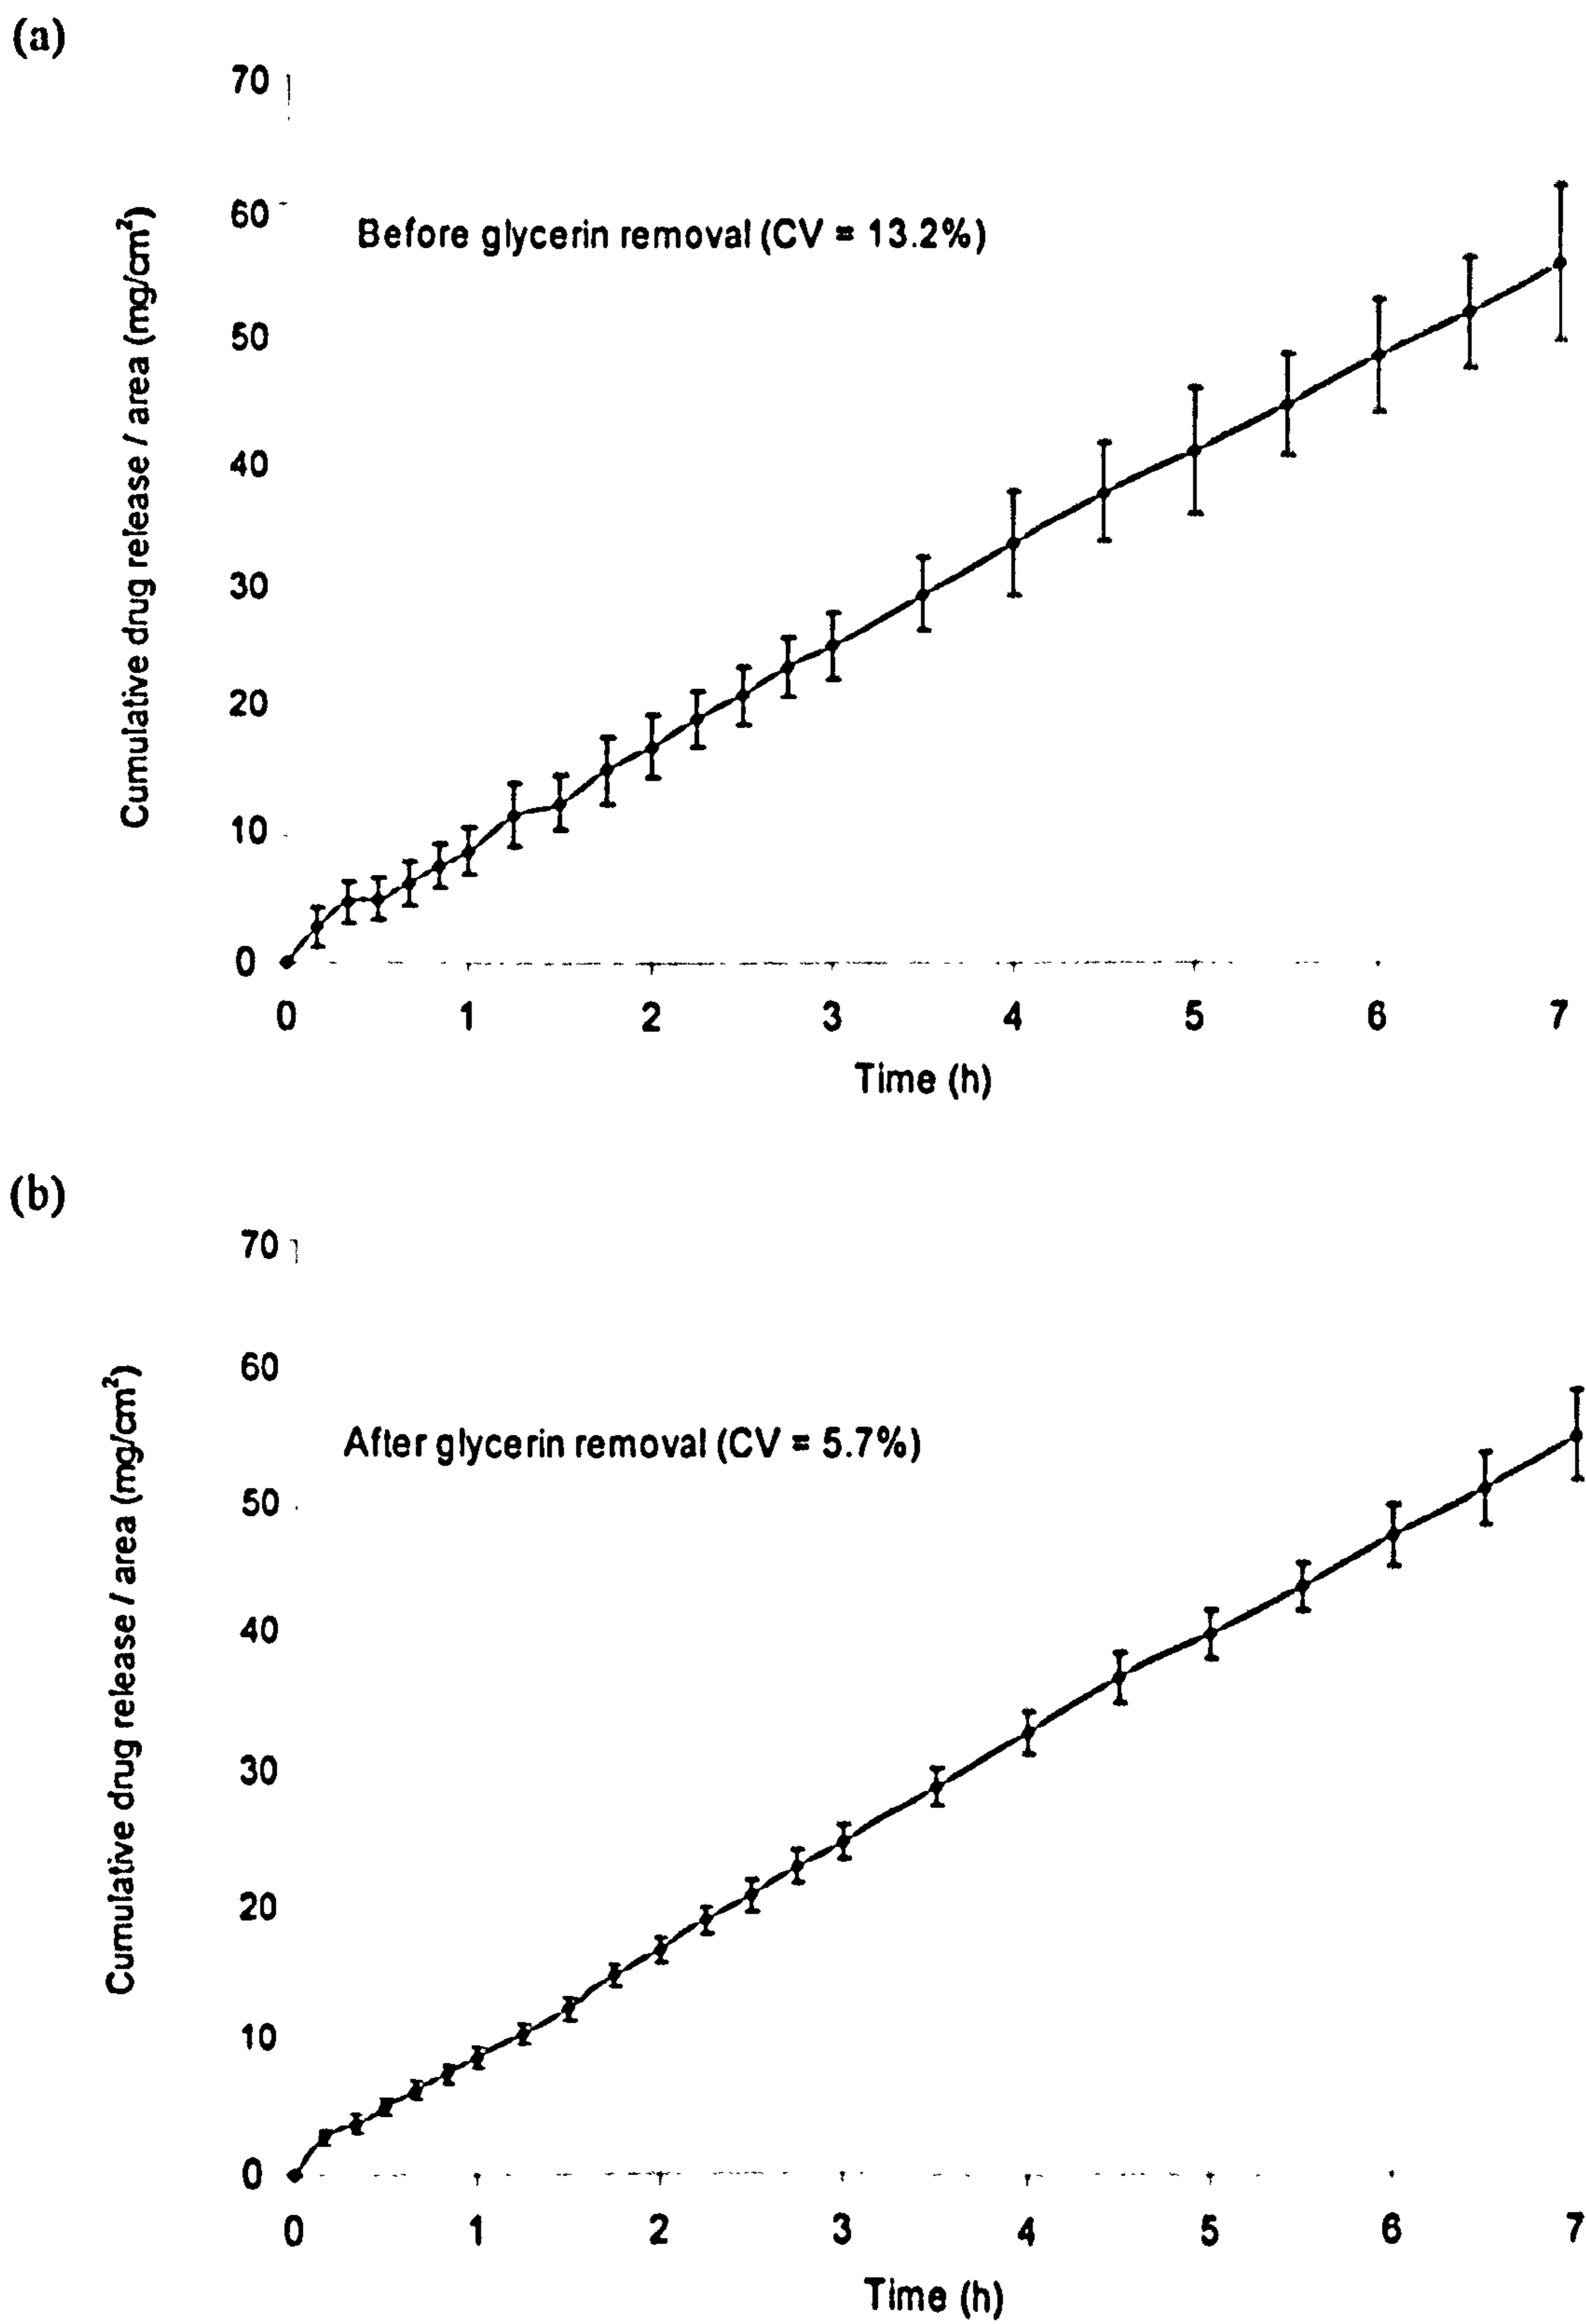 (a)
70
60
Before glycerin removal (CV = 13.2%)
50
40
30
20
10
0
Cumulative drug release / area (mg/cm²)
0 1 2 3 4 5 6 7
Time (h)
(b)
70
60
After glycerin removal (CV = 5.7%)
50
40
30
20
10
0
Cumulative drug release / area (mg/cm²)
0 1 2 3 4 5 6 7
Time (h)